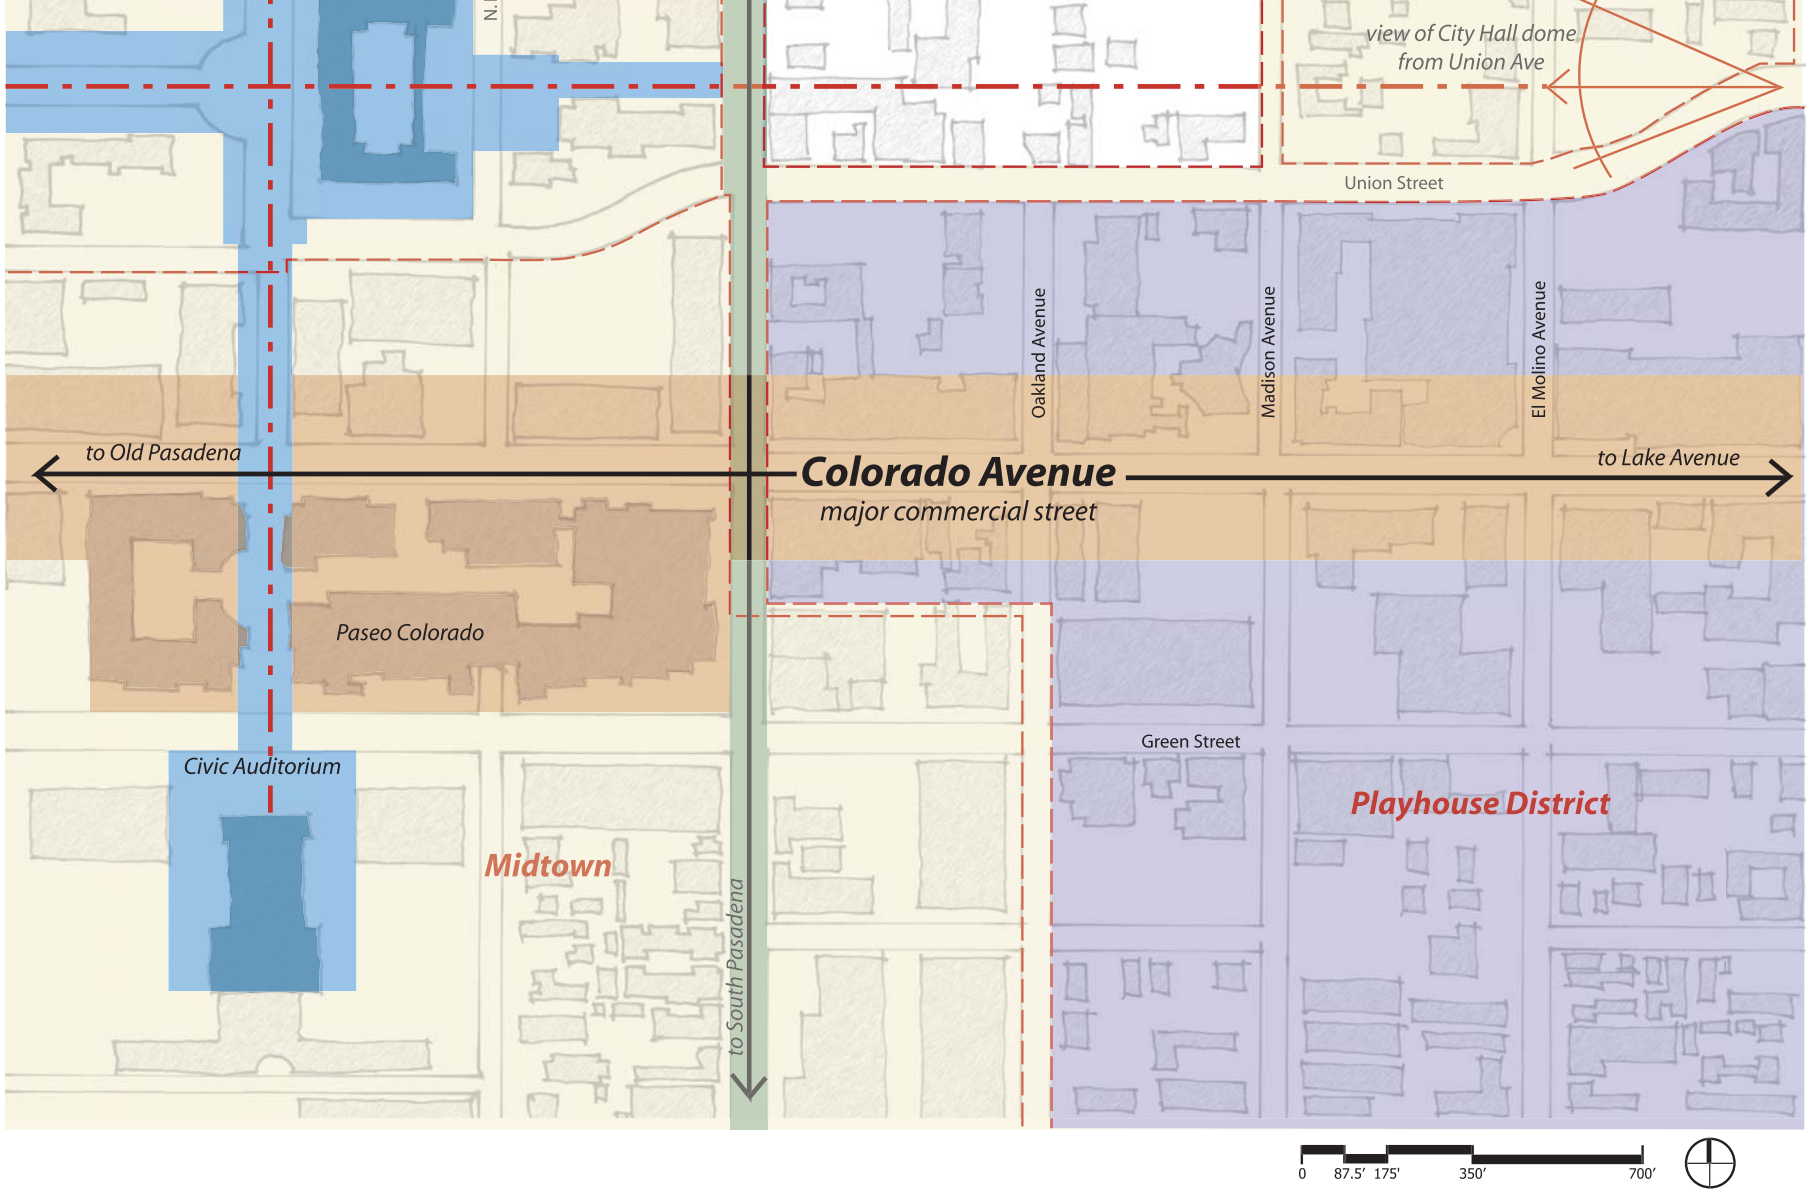 N.
view of City Hall dome
from Union Ave
Union Street
Oakland Avenue
Madison Avenue
El Molino Avenue
to Old Pasadena
Colorado Avenue
to Lake Avenue
major commercial street
Paseo Colorado
Green Street
Civic Auditorium
Playhouse District
Midtown
to South Pasadena
0 87.5' 175' 350' 700'